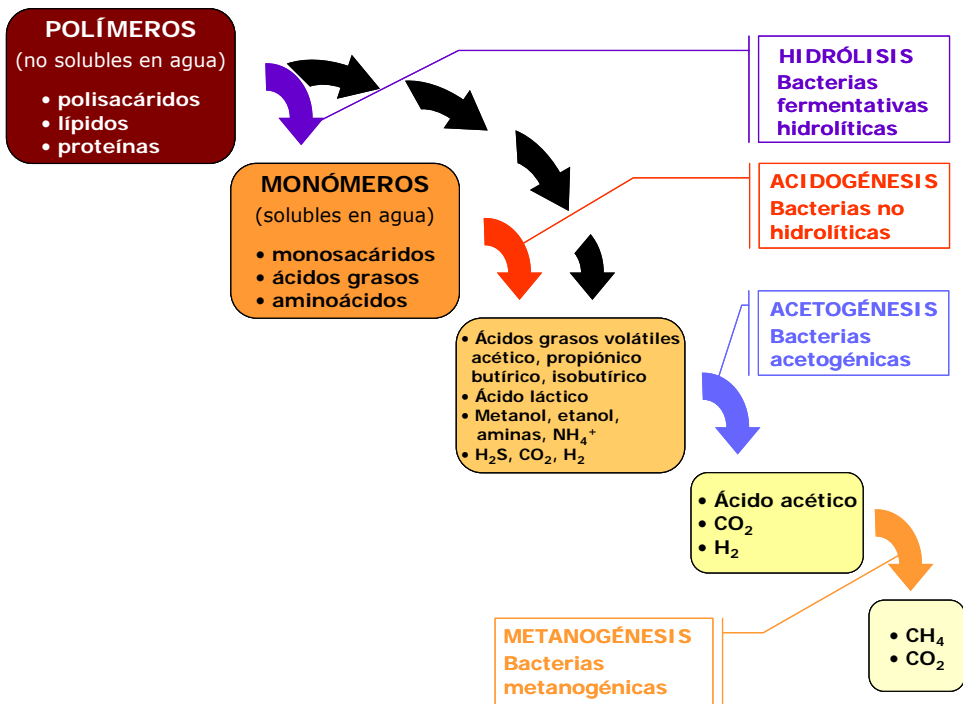 POLÍMEROS
(no solubles en agua)
• polisacáridos
• lípidos
• proteínas
HIDRÓLISIS
Bacterias
fermentativas
hidrolíticas
MONÓMEROS
(solubles en agua)
• monosacáridos
• ácidos grasos
• aminoácidos
ACIDOGÉNESIS
Bacterias no
hidrolíticas
• Ácidos grasos volátiles
acético, propiónico
butírico, isobutírico
• Ácido láctico
• Metanol, etanol,
aminas, NH₄⁺
• H₂S, CO₂, H₂
ACETOGÉNESIS
Bacterias
acetogénicas
• Ácido acético
• CO₂
• H₂
METANOGÉNESIS
Bacterias
metanogénicas
• CH₄
• CO₂